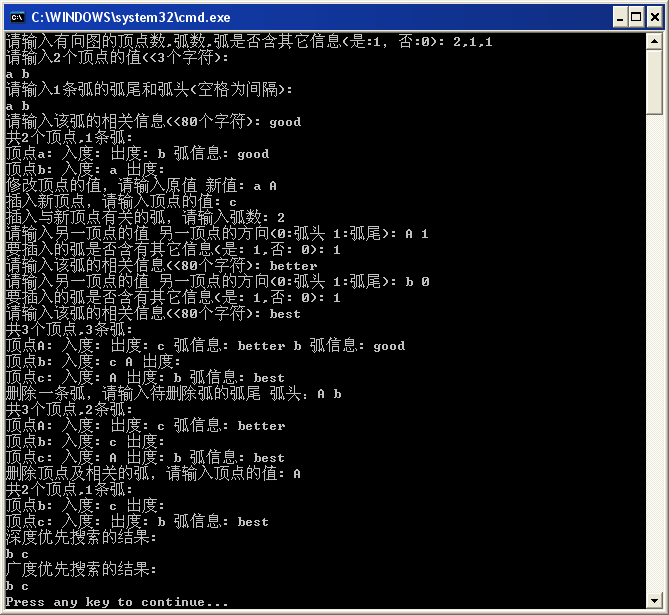 C:\WINDOWS\system32\cmd.exe
请输入有向图的顶点数,弧数,弧是否含其它信息(是:1, 否:0): 2,1,1
请输入2个顶点的值(<3个字符):
a b
请输入1条弧的弧尾和弧头(空格为间隔):
a b
请输入该弧的相关信息(<80个字符): good
共2个顶点,1条弧:
顶点a: 入度: 出度: b 弧信息: good
顶点b: 入度: a 出度:
修改顶点的值，请输入原值 新值: a A
插入新顶点，请输入顶点的值: c
插入与新顶点有关的弧，请输入弧数: 2
请输入另一顶点的值 另一顶点的方向(0:弧头 1:弧尾): A 1
要插入的弧是否含有其它信息(是: 1,否: 0): 1
请输入该弧的相关信息(<80个字符): better
请输入另一顶点的值 另一顶点的方向(0:弧头 1:弧尾): b 0
要插入的弧是否含有其它信息(是: 1,否: 0): 1
请输入该弧的相关信息(<80个字符): best
共3个顶点,3条弧:
顶点A: 入度: 出度: c 弧信息: better b 弧信息: good
顶点b: 入度: c A 出度:
顶点c: 入度: A 出度: b 弧信息: best
删除一条弧，请输入待删除弧的弧尾 弧头：A b
共3个顶点,2条弧:
顶点A: 入度: 出度: c 弧信息: better
顶点b: 入度: c 出度:
顶点c: 入度: A 出度: b 弧信息: best
删除顶点及相关的弧，请输入顶点的值: A
共2个顶点,1条弧:
顶点b: 入度: c 出度:
顶点c: 入度: 出度: b 弧信息: best
深度优先搜索的结果:
b c
广度优先搜索的结果:
b c
Press any key to continue...